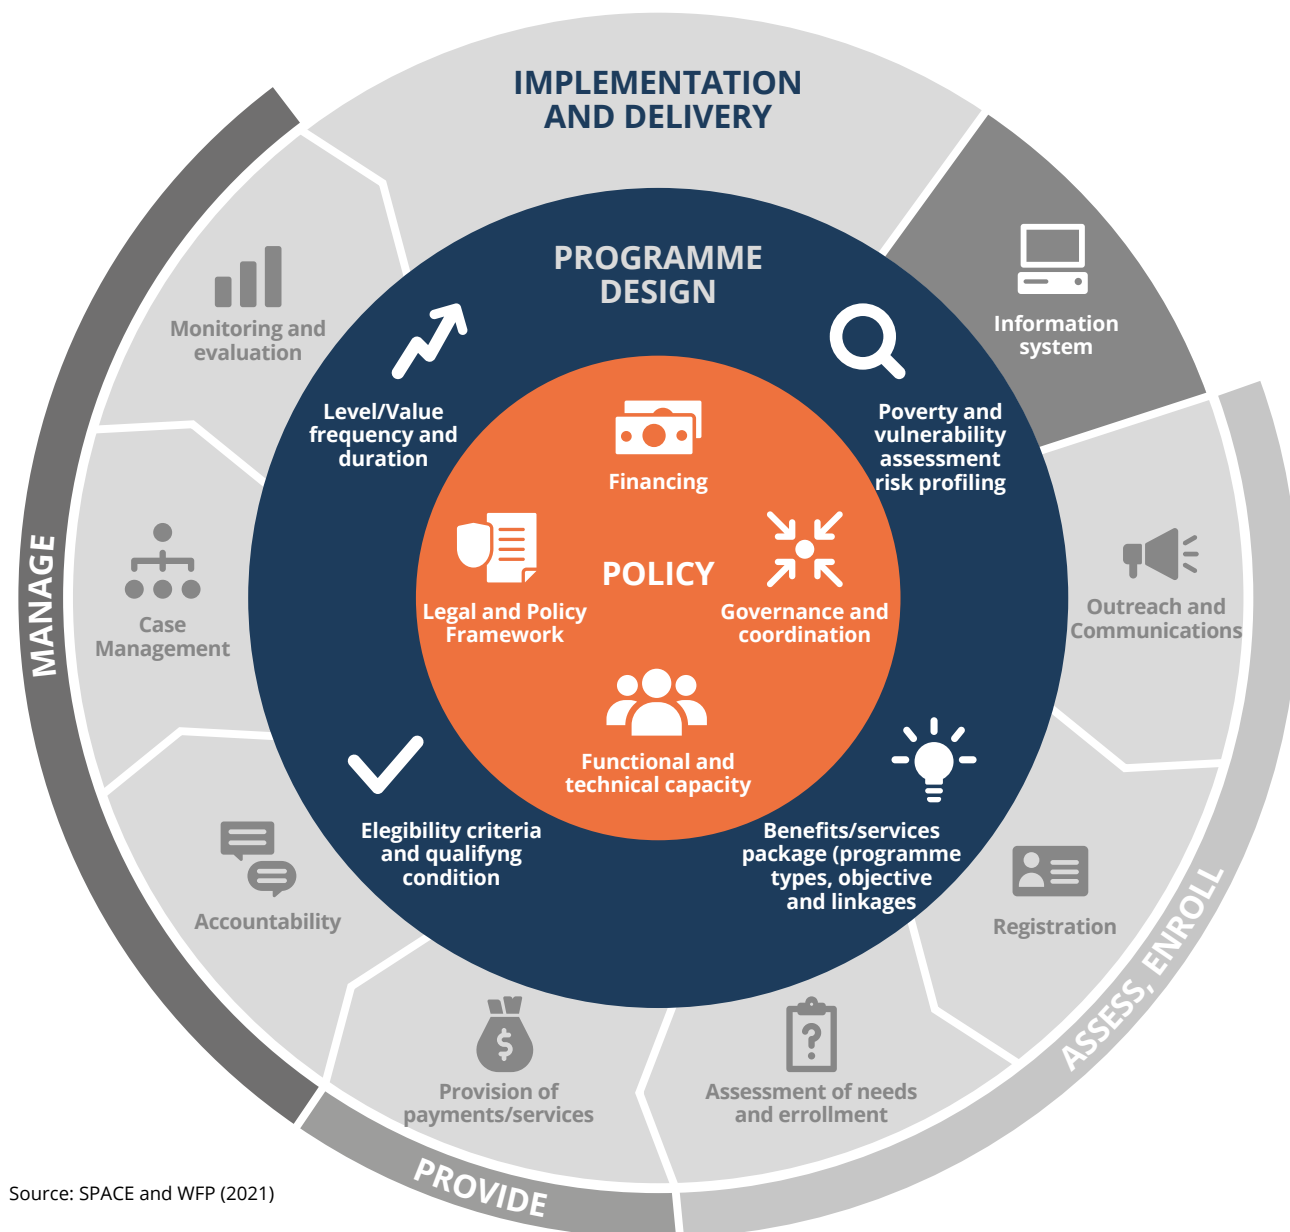 IMPLEMENTATION
AND DELIVERY
Information
system
Outreach and
Communications
Registration
Assessment of needs
and errollment
Provision of
payments/services
Accountability
Case
Management
Monitoring and
evaluation
MANAGE
PROVIDE
ASSESS, ENROLL
PROGRAMME
DESIGN
Level/Value
frequency and
duration
Poverty and
vulnerability
assessment
risk profiling
Elegibility criteria
and qualifyng
condition
Benefits/services
package (programme
types, objective
and linkages
POLICY
Financing
Legal and Policy
Framework
Governance and
coordination
Functional and
technical capacity
Source: SPACE and WFP (2021)